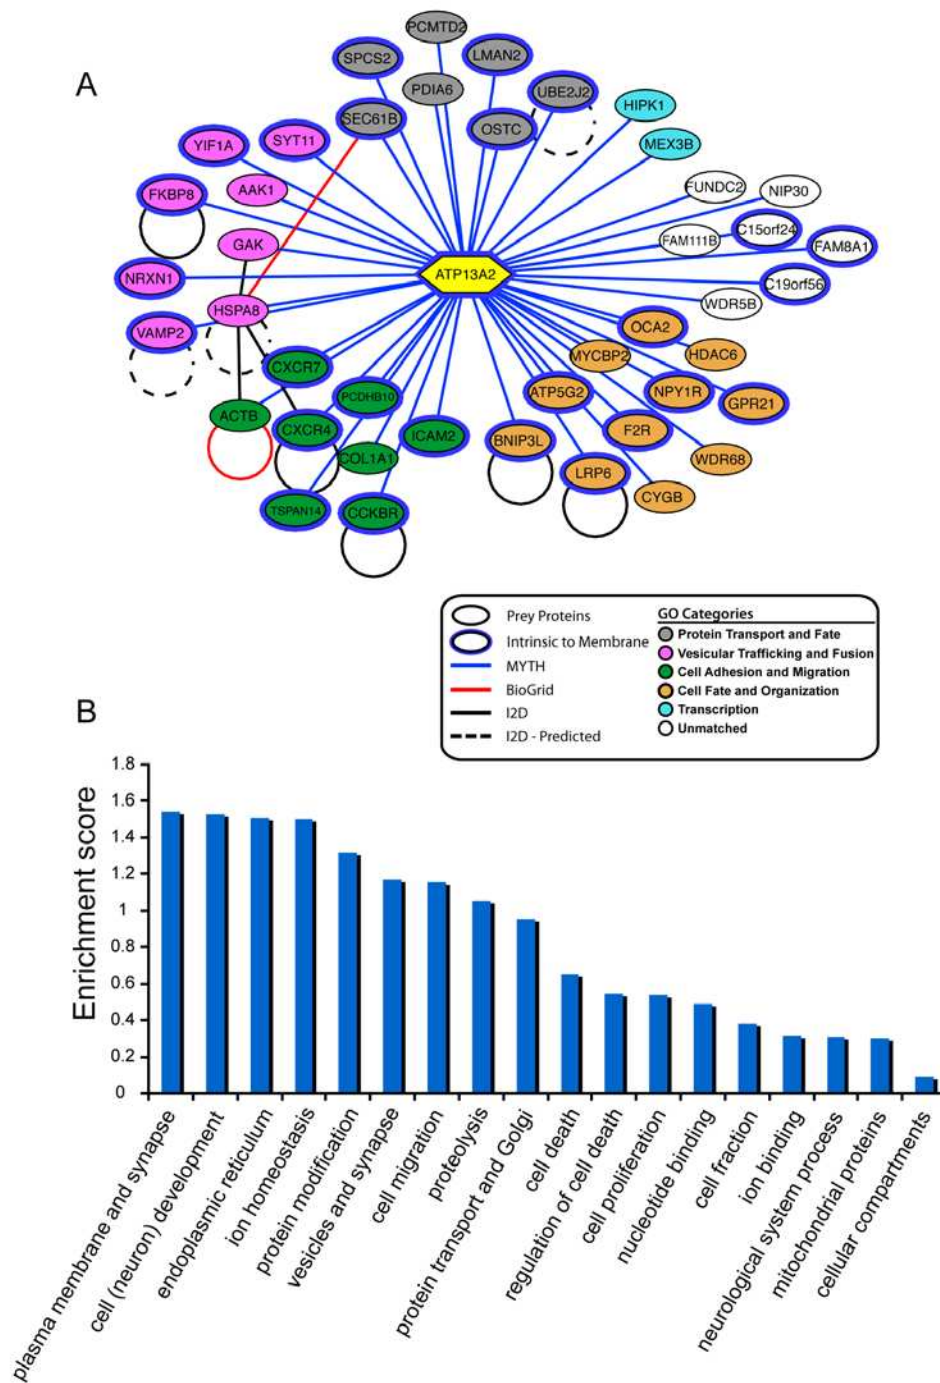 A
PCMTD2
SPCS2
LMAN2
PDIA6
UBE2J2
SEC61B
OSTC
HIPK1
YIF1A
SYT11
MEX3B
FKBP8
AAK1
FUNDC2
NIP30
GAK
FAM111B
C15orf24
FAM8A1
NRXN1
ATP13A2
C19orf56
HSPA8
WDR5B
VAMP2
OCA2
MYCBP2
HDAC6
CXCR7
PCDHB10
ATP5G2
NPY1R
GPR21
ACTB
CXCR4
ICAM2
BNIP3L
F2R
COL1A1
WDR68
LRP6
TSPAN14
CCKBR
CYGB
Prey Proteins
Intrinsic to Membrane
MYTH
BioGrid
I2D
I2D - Predicted
GO Categories
Protein Transport and Fate
Vesicular Trafficking and Fusion
Cell Adhesion and Migration
Cell Fate and Organization
Transcription
Unmatched
B
Enrichment score
1.8
1.6
1.4
1.2
1
0.8
0.6
0.4
0.2
0
plasma membrane and synapse
cell (neuron) development
endoplasmic reticulum
ion homeostasis
protein modification
vesicles and synapse
cell migration
proteolysis
protein transport and Golgi
cell death
regulation of cell death
cell proliferation
nucleotide binding
cell fraction
ion binding
neurological system process
mitochondrial proteins
cellular compartments